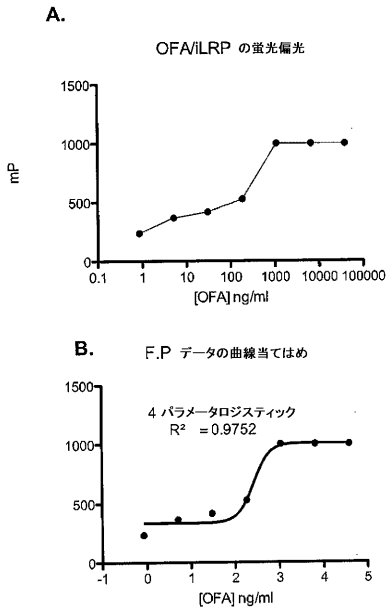 A.
OFA/iLRP の蛍光偏光
1500
1000
500
0
mP
0.1 1 10 100 1000 10000 100000
[OFA] ng/ml
B.
F.P データの曲線当てはめ
1500
4 パラメータロジスティック
R² =0.9752
1000
500
0
-1 0 1 2 3 4 5
[OFA] ng/ml